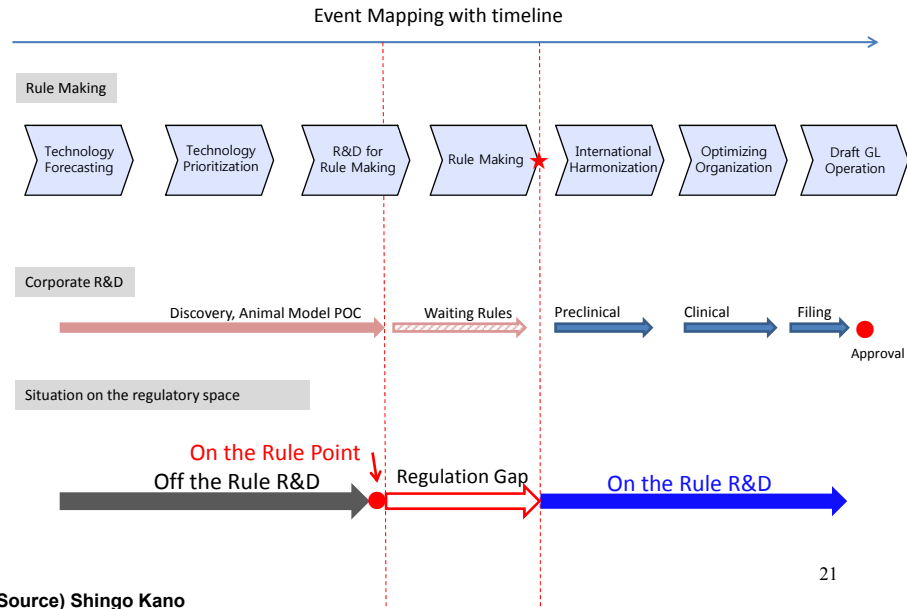 Event Mapping with timeline
Rule Making
Technology
Forecasting
Technology
Prioritization
R&D for
Rule Making
Rule Making
International
Harmonization
Optimizing
Organization
Draft GL
Operation
Corporate R&D
Discovery, Animal Model POC
Waiting Rules
Preclinical
Clinical
Filing
Approval
Situation on the regulatory space
On the Rule Point
Off the Rule R&D
Regulation Gap
On the Rule R&D
21
Source) Shingo Kano